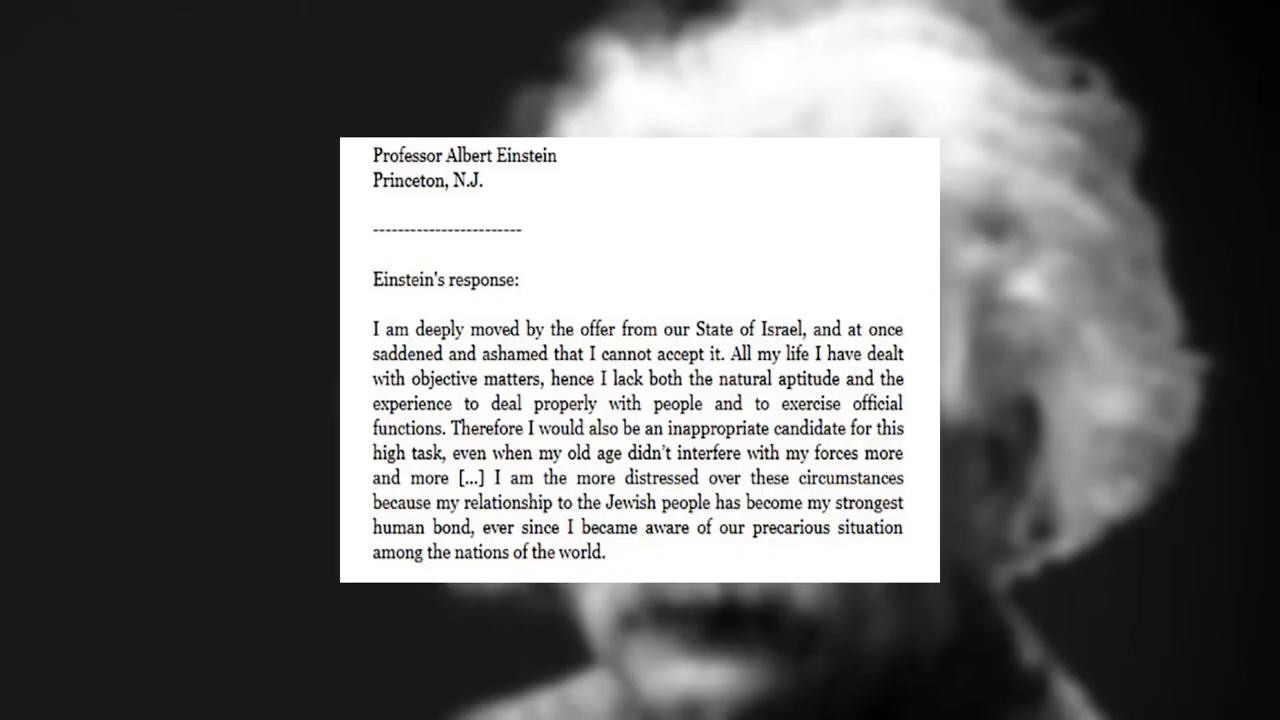 Professor Albert Einstein
Princeton, N.J.
------------------------
Einstein's response:
I am deeply moved by the offer from our State of Israel, and at once
saddened and ashamed that I cannot accept it. All my life I have dealt
with objective matters, hence I lack both the natural aptitude and the
experience to deal properly with people and to exercise official
functions. Therefore I would also be an inappropriate candidate for this
high task, even when my old age didn't interfere with my forces more
and more [...] I am the more distressed over these circumstances
because my relationship to the Jewish people has become my strongest
human bond, ever since I became aware of our precarious situation
among the nations of the world.